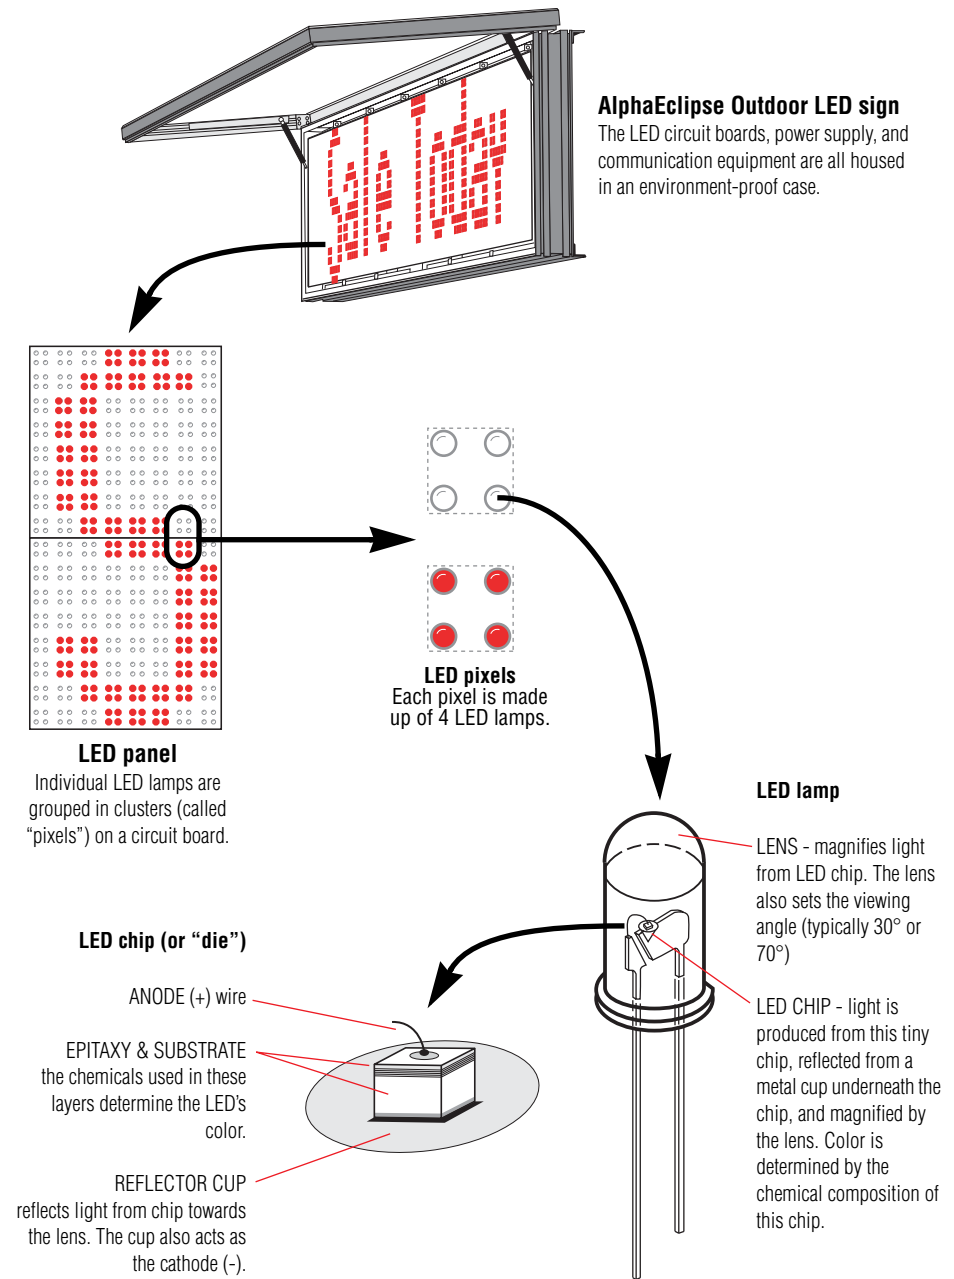 Sale Today
AlphaEclipse Outdoor LED sign
The LED circuit boards, power supply, and
communication equipment are all housed
in an environment-proof case.
LED pixels
Each pixel is made
up of 4 LED lamps.
LED panel
Individual LED lamps are
grouped in clusters (called
“pixels”) on a circuit board.
LED lamp
LENS - magnifies light
from LED chip. The lens
also sets the viewing
angle (typically 30° or
70°)
LED CHIP - light is
produced from this tiny
chip, reflected from a
metal cup underneath the
chip, and magnified by
the lens. Color is
determined by the
chemical composition of
this chip.
LED chip (or “die”)
ANODE (+) wire
EPITAXY & SUBSTRATE
the chemicals used in these
layers determine the LED’s
color.
REFLECTOR CUP
reflects light from chip towards
the lens. The cup also acts as
the cathode (-).